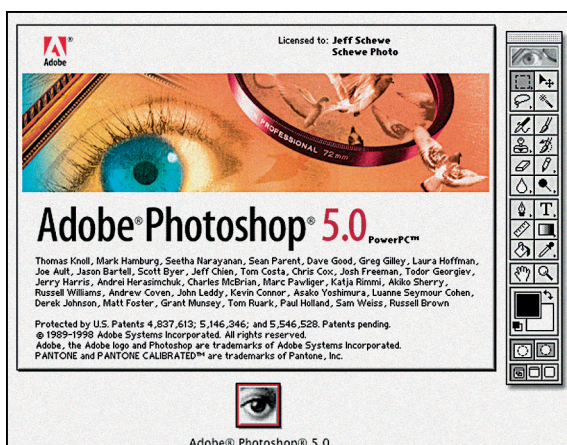 Adobe
Licensed to: Jeff Schewe
Schewe Photo
PROFESSIONAL 72mm
Adobe® Photoshop® 5.0 PowerPC™
Thomas Knoll, Mark Hamburg, Seetha Narayanan, Sean Parent, Dave Good, Greg Gilley, Laura Hoffman,
Joe Ault, Jason Bartell, Scott Byer, Jeff Chien, Tom Costa, Chris Cox, Josh Freeman, Todor Georgiev,
Jerry Harris, Andrei Herasimchuk, Charles McBrian, Marc Pawliger, Katja Rimmi, Akiko Sherry,
Russell Williams, Andrew Coven, John Leddy, Kevin Connor, Asako Yoshimura, Luanne Seymour Cohen,
Derek Johnson, Matt Foster, Grant Munsey, Tom Ruark, Paul Holland, Sam Weiss, Russell Brown
Protected by U.S. Patents 4,837,613; 5,146,346; and 5,546,528. Patents pending.
© 1989-1998 Adobe Systems Incorporated. All rights reserved.
Adobe, the Adobe logo and Photoshop are trademarks of Adobe Systems Incorporated.
PANTONE and PANTONE CALIBRATED™ are trademarks of Pantone, Inc.
T
Adobe® Photoshop® 5.0